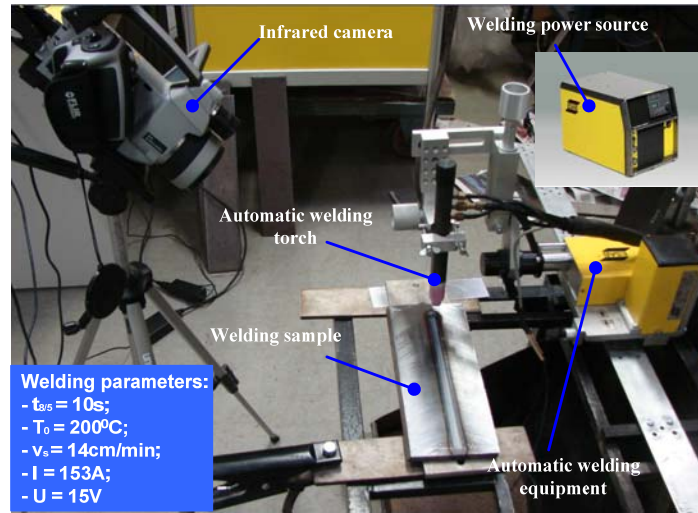 Infrared camera
Welding power source
FLIR
Automatic welding
torch
Welding sample
Automatic welding
equipment
Welding parameters:
- t8/5 = 10s;
- T0 = 200⁰C;
- vs = 14cm/min;
- I = 153A;
- U = 15V